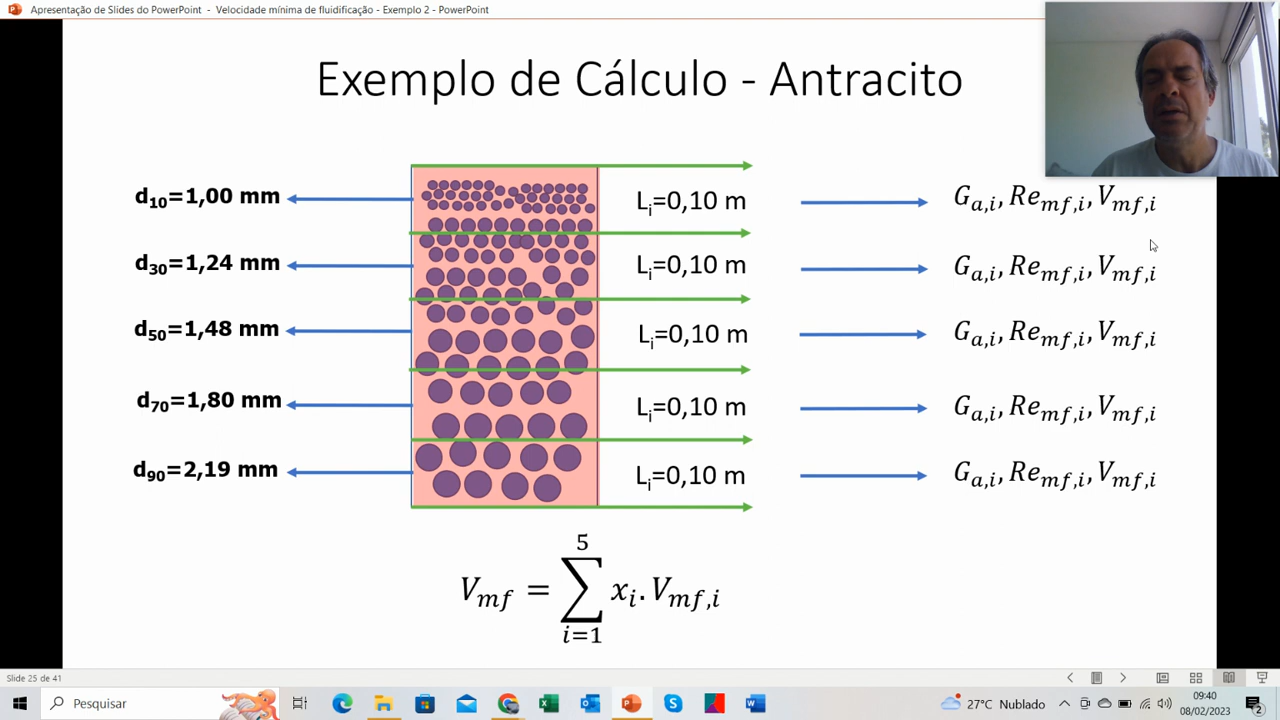 Apresentação de Slides do PowerPoint - Velocidade mínima de fluidificação - Exemplo 2 - PowerPoint
Exemplo de Cálculo - Antracito
d10=1,00 mm
Li=0,10 m
Ga,i, Remf,i, Vmf,i
d30=1,24 mm
Li=0,10 m
Ga,i, Remf,i, Vmf,i
d50=1,48 mm
Li=0,10 m
Ga,i, Remf,i, Vmf,i
d70=1,80 mm
Li=0,10 m
Ga,i, Remf,i, Vmf,i
d90=2,19 mm
Li=0,10 m
Ga,i, Remf,i, Vmf,i
5
Vmf = ∑ xi. Vmf,i
i=1
Slide 25 de 41
Pesquisar
27°C Nublado
09:40
08/02/2023
2